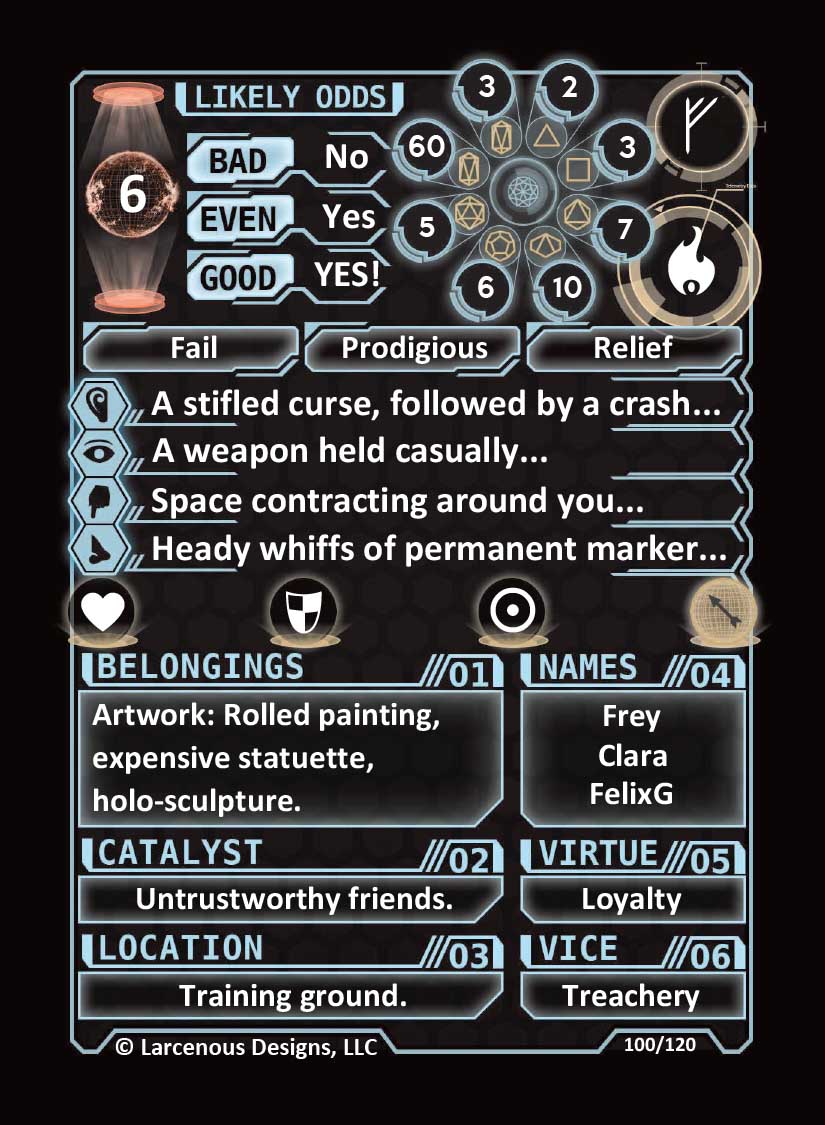 LIKELY ODDS
6
BAD No
EVEN Yes
GOOD YES!
3
2
60
3
5
7
6
10
Fail Prodigious Relief
A stifled curse, followed by a crash...
A weapon held casually...
Space contracting around you...
Heady whiffs of permanent marker...
BELONGINGS ///01
Artwork: Rolled painting,
expensive statuette,
holo-sculpture.
NAMES ///04
Frey
Clara
FelixG
CATALYST ///02
Untrustworthy friends.
VIRTUE ///05
Loyalty
LOCATION ///03
Training ground.
VICE ///06
Treachery
© Larcenous Designs, LLC
100/120